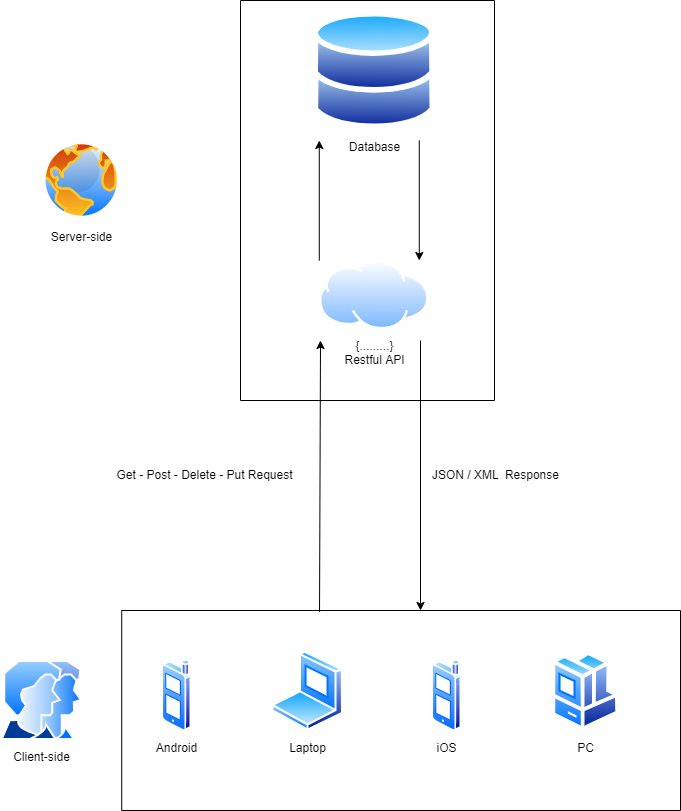 Database
Server-side
{.........}
Restful API
Get - Post - Delete - Put Request
JSON / XML  Response
Android
Laptop
iOS
PC
Client-side